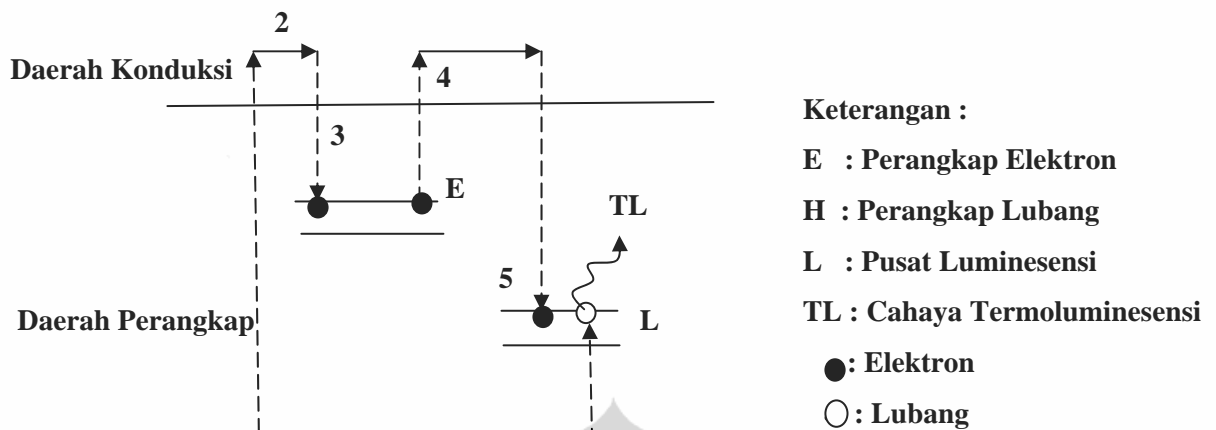 2
Daerah Konduksi
4
3
E
TL
5
Daerah Perangkap
L
Keterangan :
E : Perangkap Elektron
H : Perangkap Lubang
L : Pusat Luminesensi
TL : Cahaya Termoluminesensi
: Elektron
: Lubang